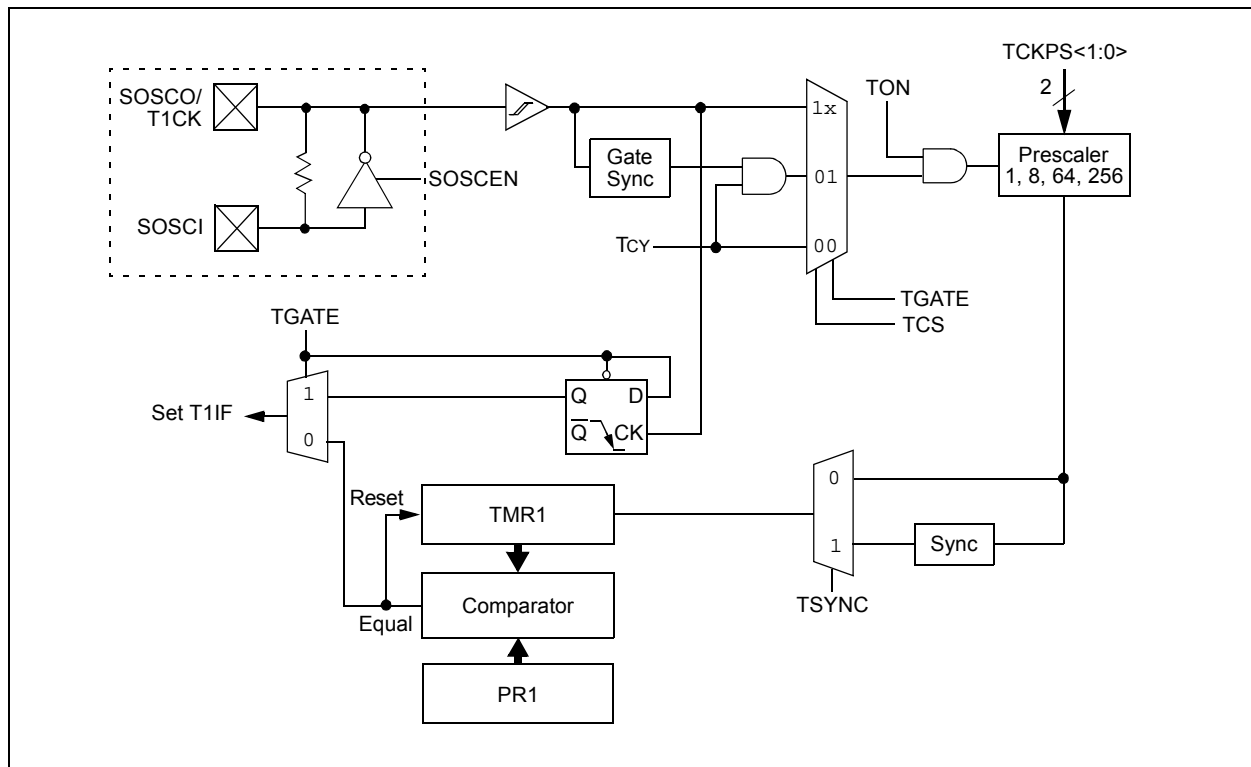 TCKPS<1:0>
2
SOSCO/
T1CK
TON
1x
Prescaler
1, 8, 64, 256
Gate
Sync
01
SOSCEN
SOSCI
TCY
00
TGATE
TCS
TGATE
1
Q
D
Set T1IF
0
Q
CK
Reset
TMR1
0
1
Sync
Comparator
TSYNC
Equal
PR1